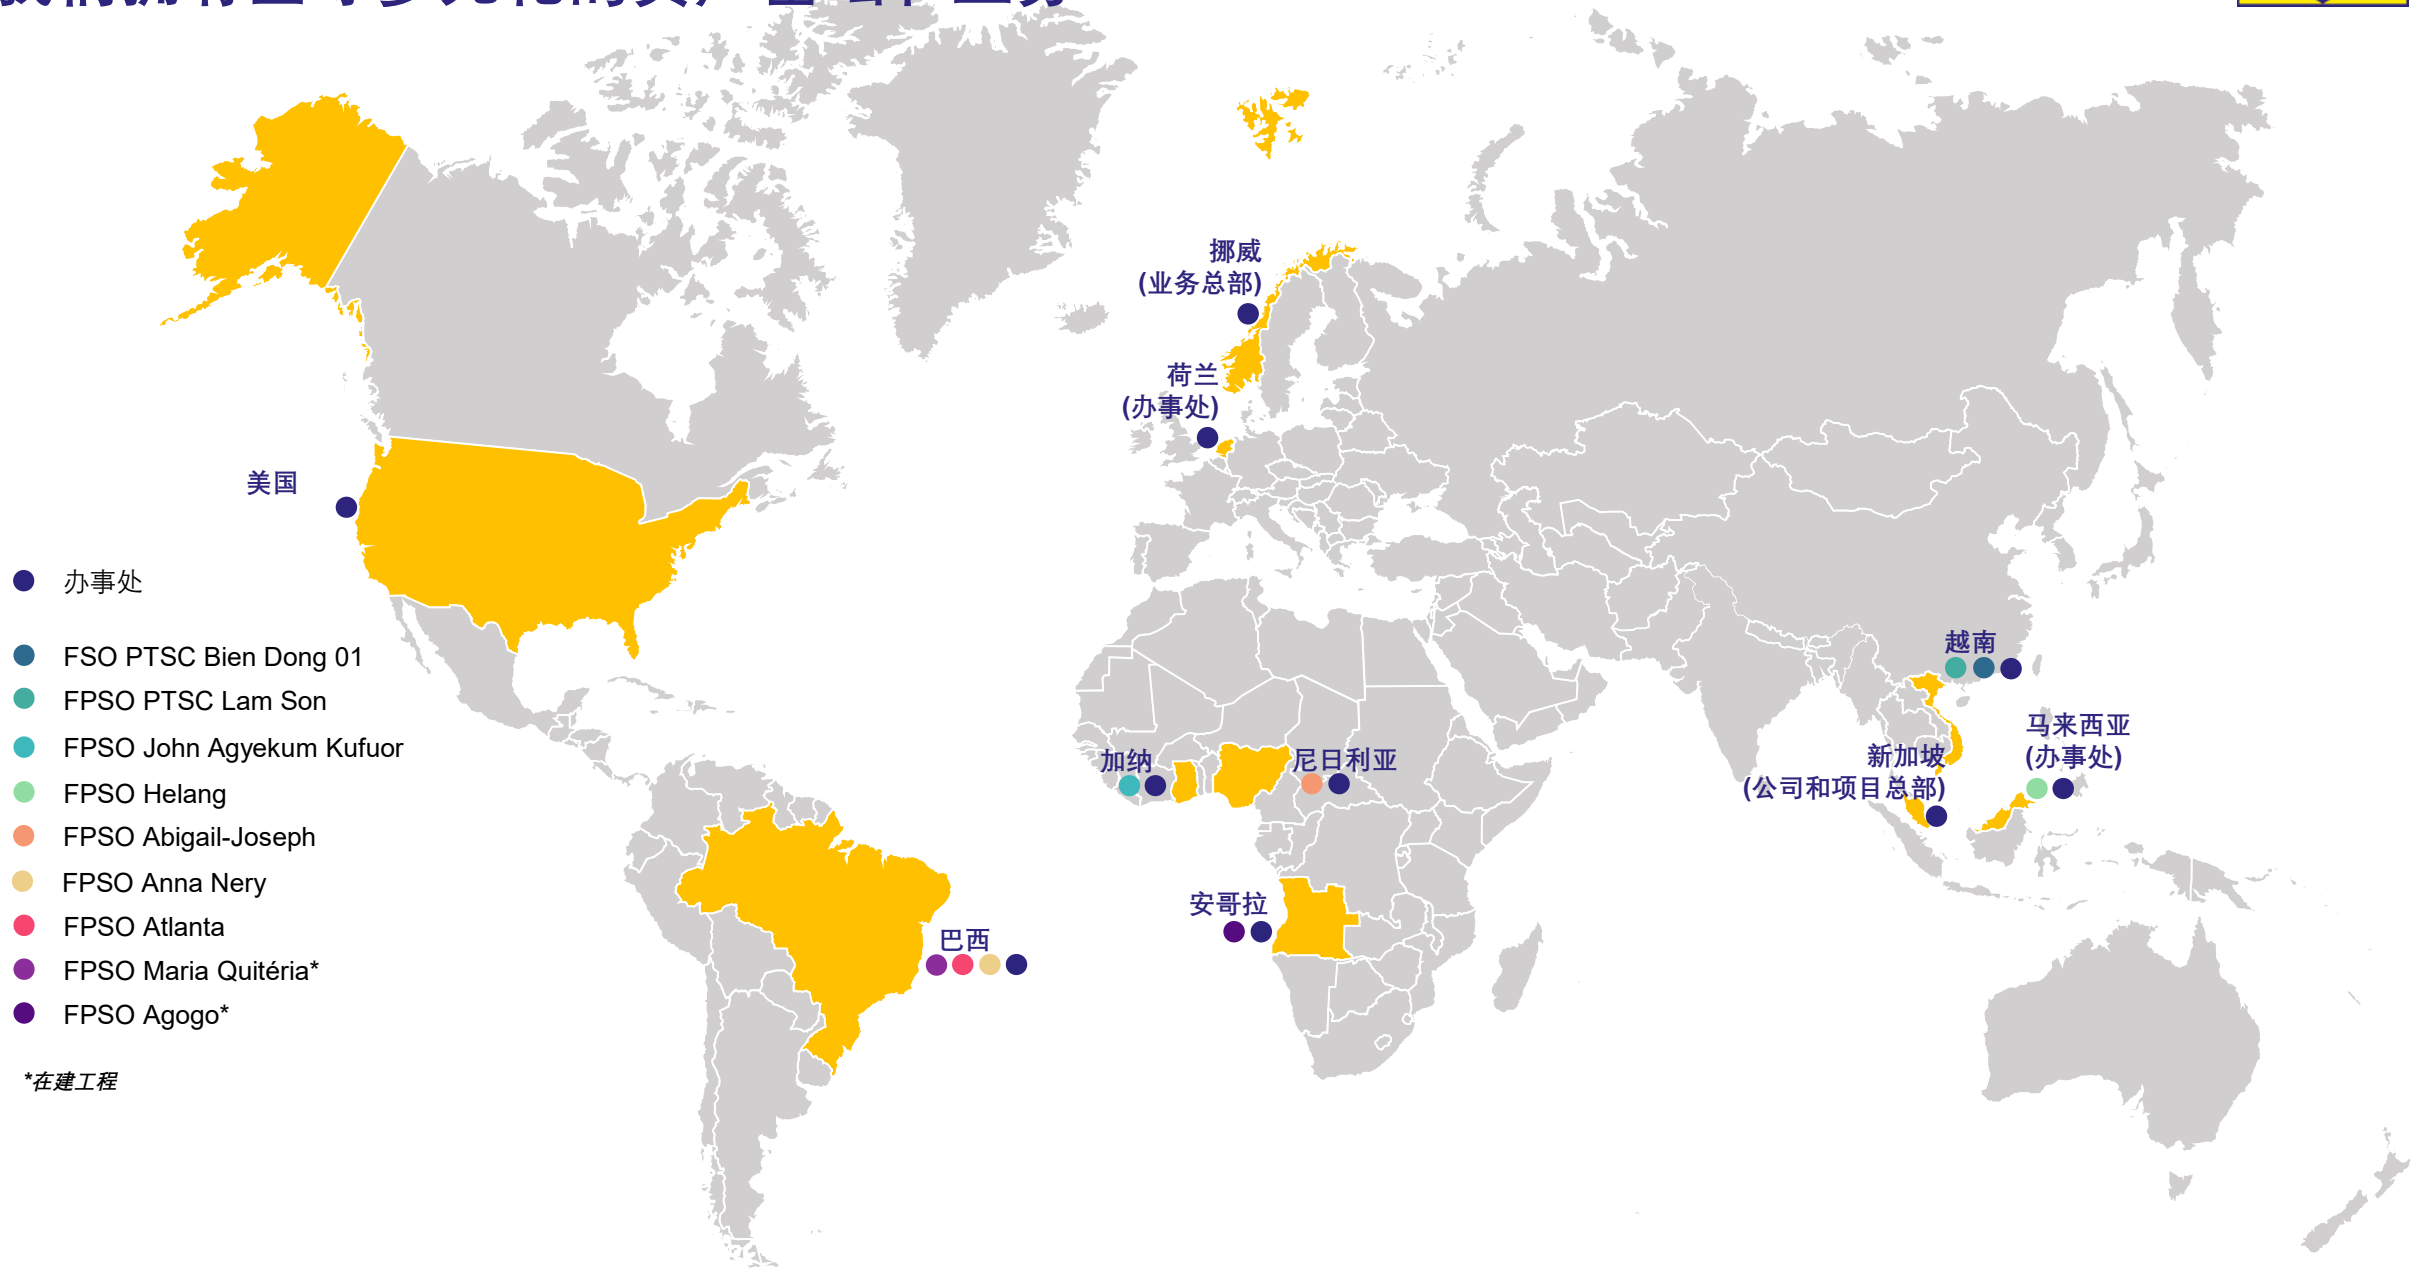 挪威
(业务总部)
荷兰
(办事处)
美国
办事处
FSO PTSC Bien Dong 01
FPSO PTSC Lam Son
FPSO John Agyekum Kufuor
FPSO Helang
FPSO Abigail-Joseph
FPSO Anna Nery
FPSO Atlanta
FPSO Maria Quitéria*
FPSO Agogo*
*在建工程
越南
马来西亚
(办事处)
新加坡
(公司和项目总部)
加纳
尼日利亚
安哥拉
巴西